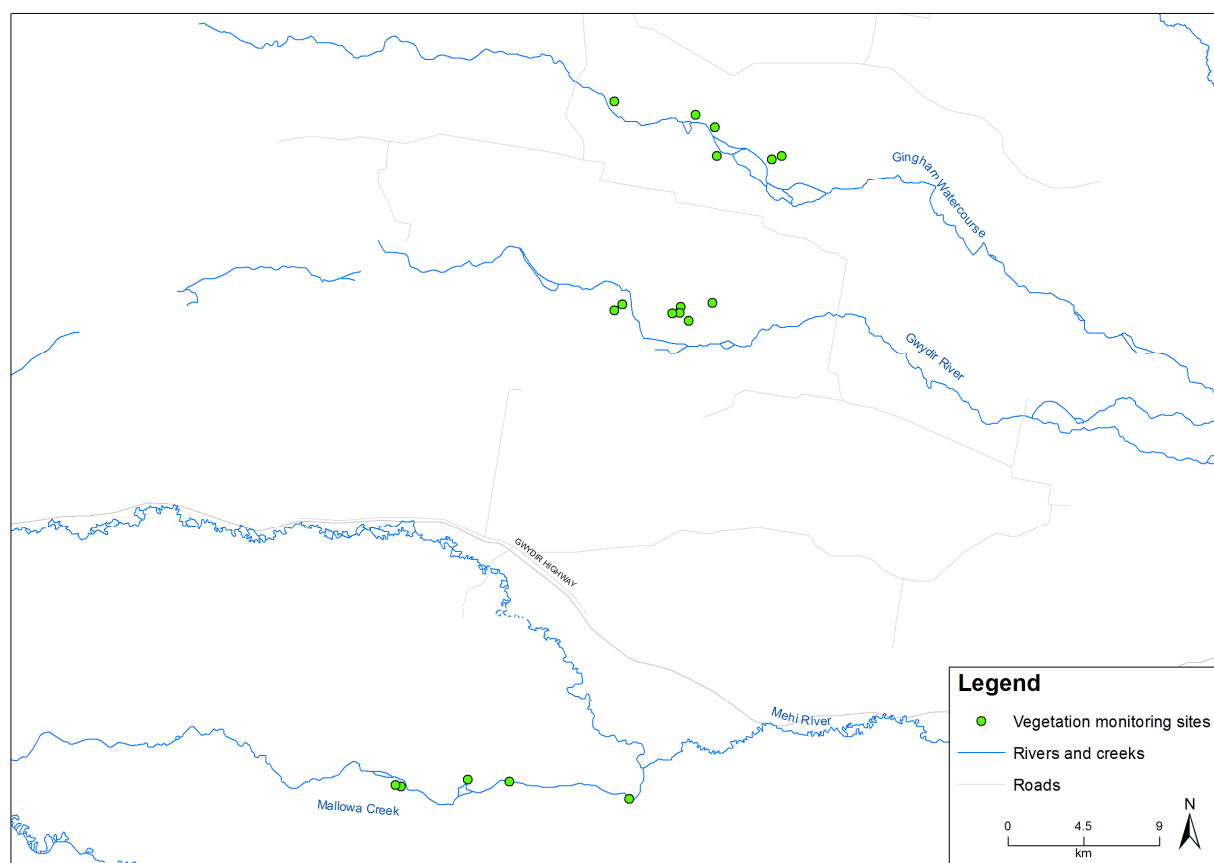 Gingham Watercourse
Gwydir River
GWYDIR HIGHWAY
Mehi River
Mallowa Creek
Legend
Vegetation monitoring sites
Rivers and creeks
Roads
N
0 4.5 9
km